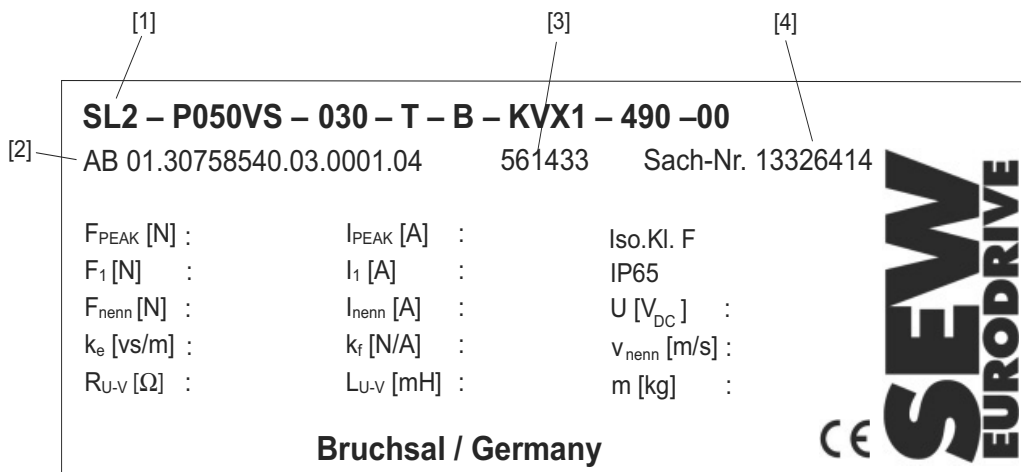 [1] [3] [4]
SL2 – P050VS – 030 – T – B – KVX1 – 490 –00
[2] AB 01.30758540.03.0001.04 561433 Sach-Nr. 13326414
FPEAK [N] : IPEAK [A] : Iso.Kl. F
F1 [N] : I1 [A] : IP65
Fnenn [N] : Inenn [A] : U [VDC] :
ke [vs/m] : kf [N/A] : vnenn [m/s] :
RU-V [Ω] : LU-V [mH] : m [kg] :
Bruchsal / Germany
CE
SEW
EURODRIVE